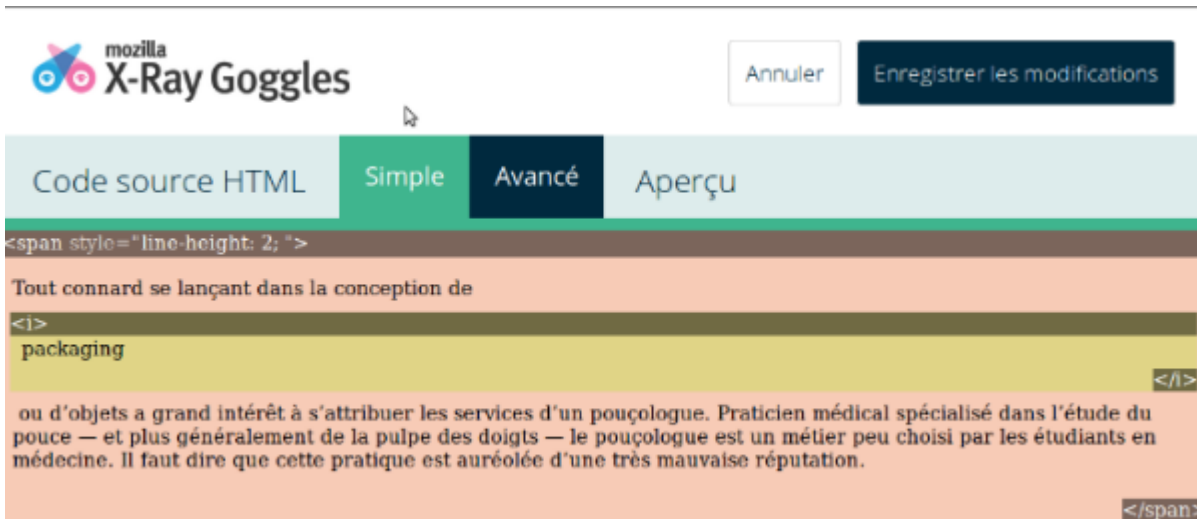 mozilla
X-Ray Goggles
Annuler
Enregistrer les modifications
Code source HTML
Simple
Avancé
Aperçu
<span style="line-height: 2; ">
Tout connard se lançant dans la conception de
<i>
packaging
</i>
ou d’objets a grand intérêt à s’attribuer les services d’un pouçologue. Praticien médical spécialisé dans l’étude du
pouce — et plus généralement de la pulpe des doigts — le pouçologue est un métier peu choisi par les étudiants en
médecine. Il faut dire que cette pratique est auréolée d’une très mauvaise réputation.
</span>